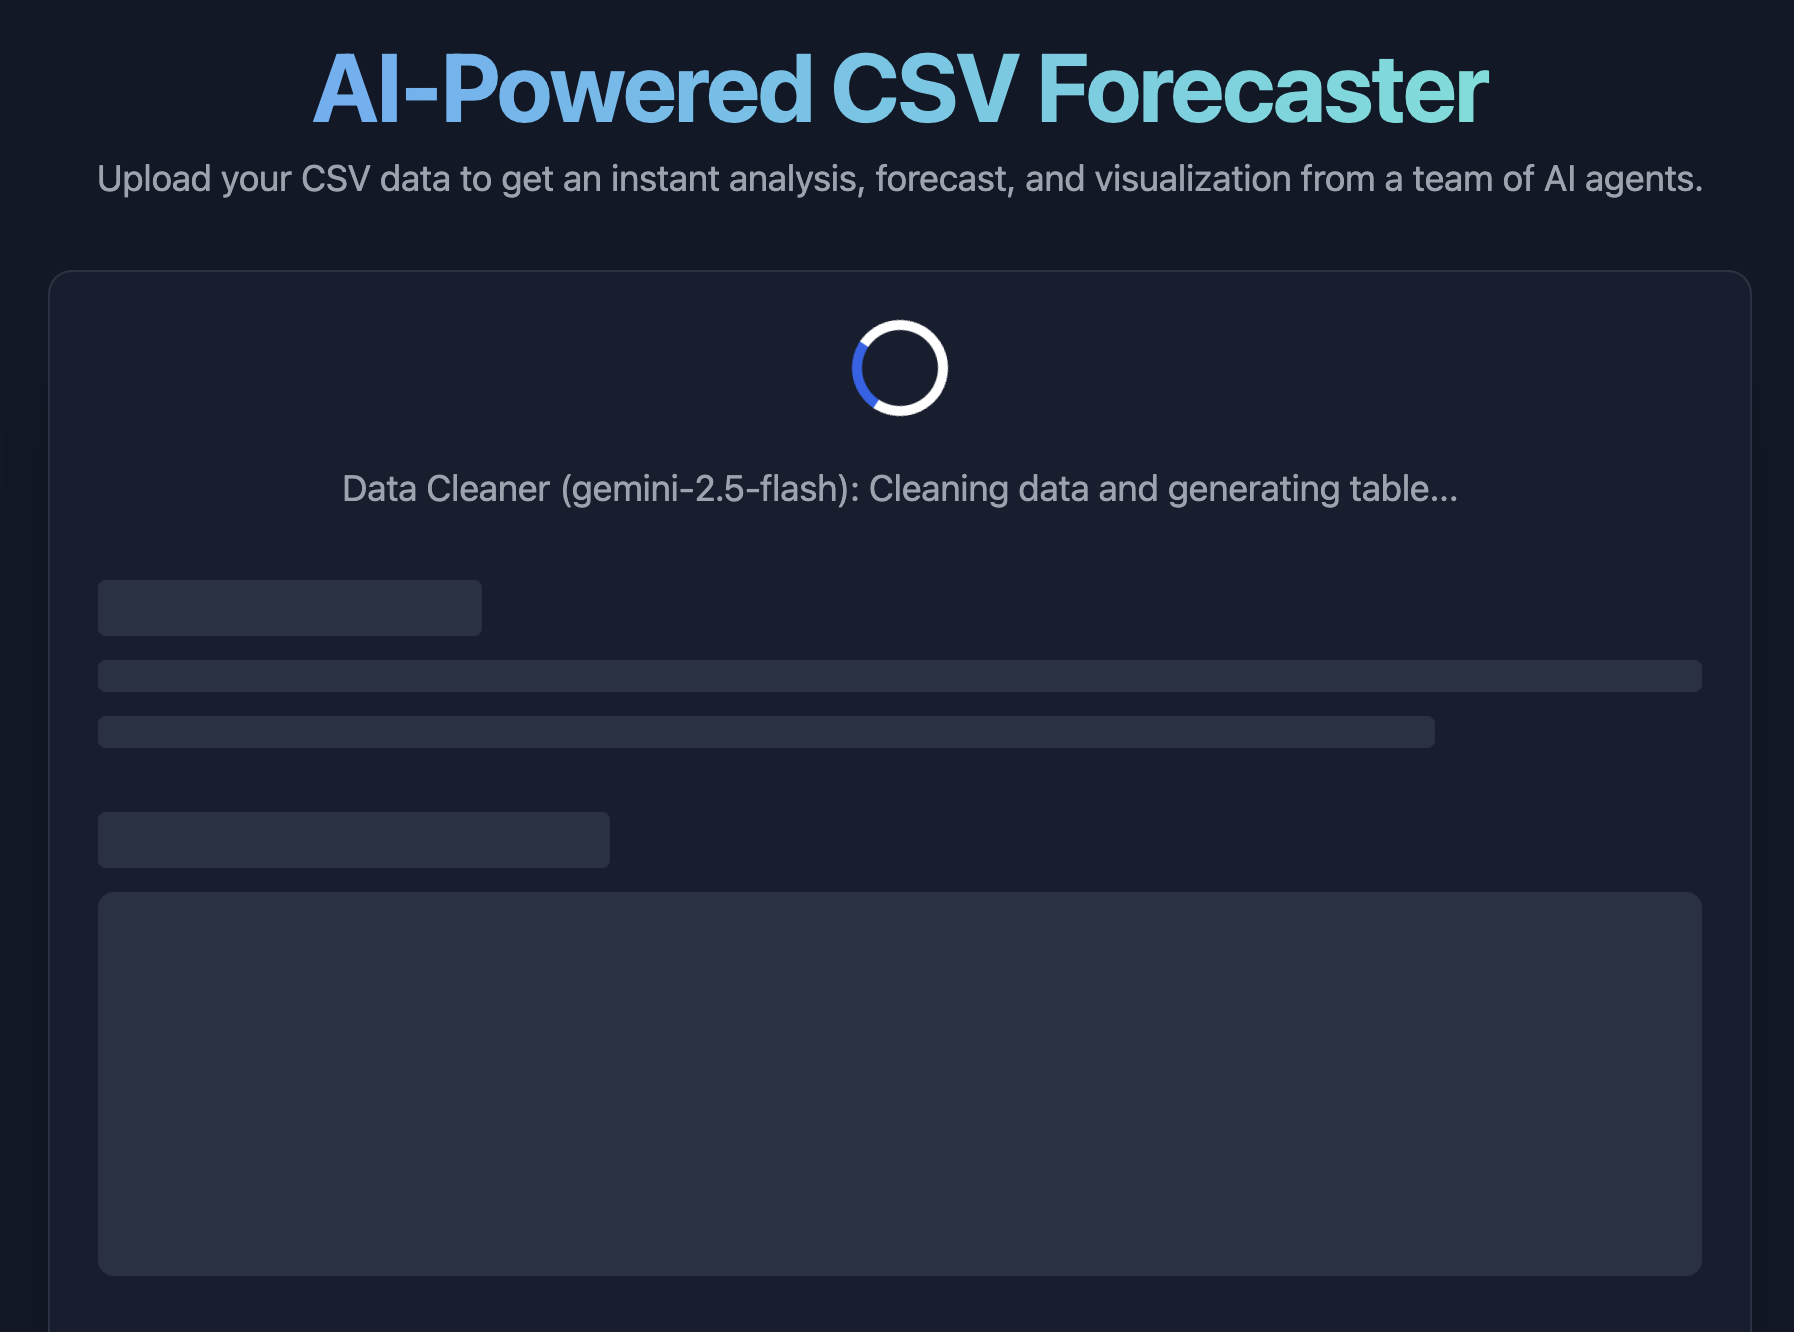 AI-Powered CSV Forecaster
Upload your CSV data to get an instant analysis, forecast, and visualization from a team of AI agents.
Data Cleaner (gemini-2.5-flash): Cleaning data and generating table...